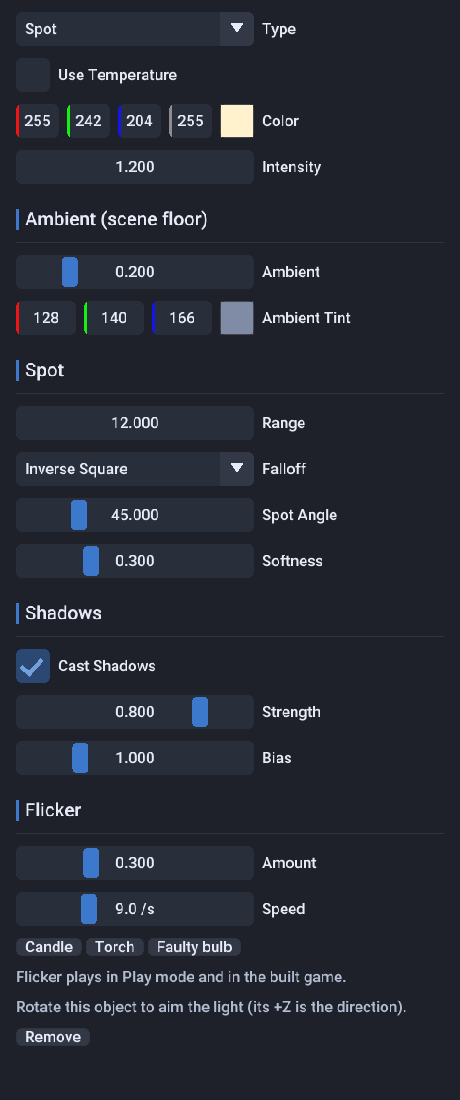 Spot Type
Use Temperature
255 242 204 255 Color
1.200 Intensity
Ambient (scene floor)
0.200 Ambient
128 140 166 Ambient Tint
Spot
12.000 Range
Inverse Square Falloff
45.000 Spot Angle
0.300 Softness
Shadows
Cast Shadows
0.800 Strength
1.000 Bias
Flicker
0.300 Amount
9.0 /s Speed
Candle Torch Faulty bulb
Flicker plays in Play mode and in the built game.
Rotate this object to aim the light (its +Z is the direction).
Remove